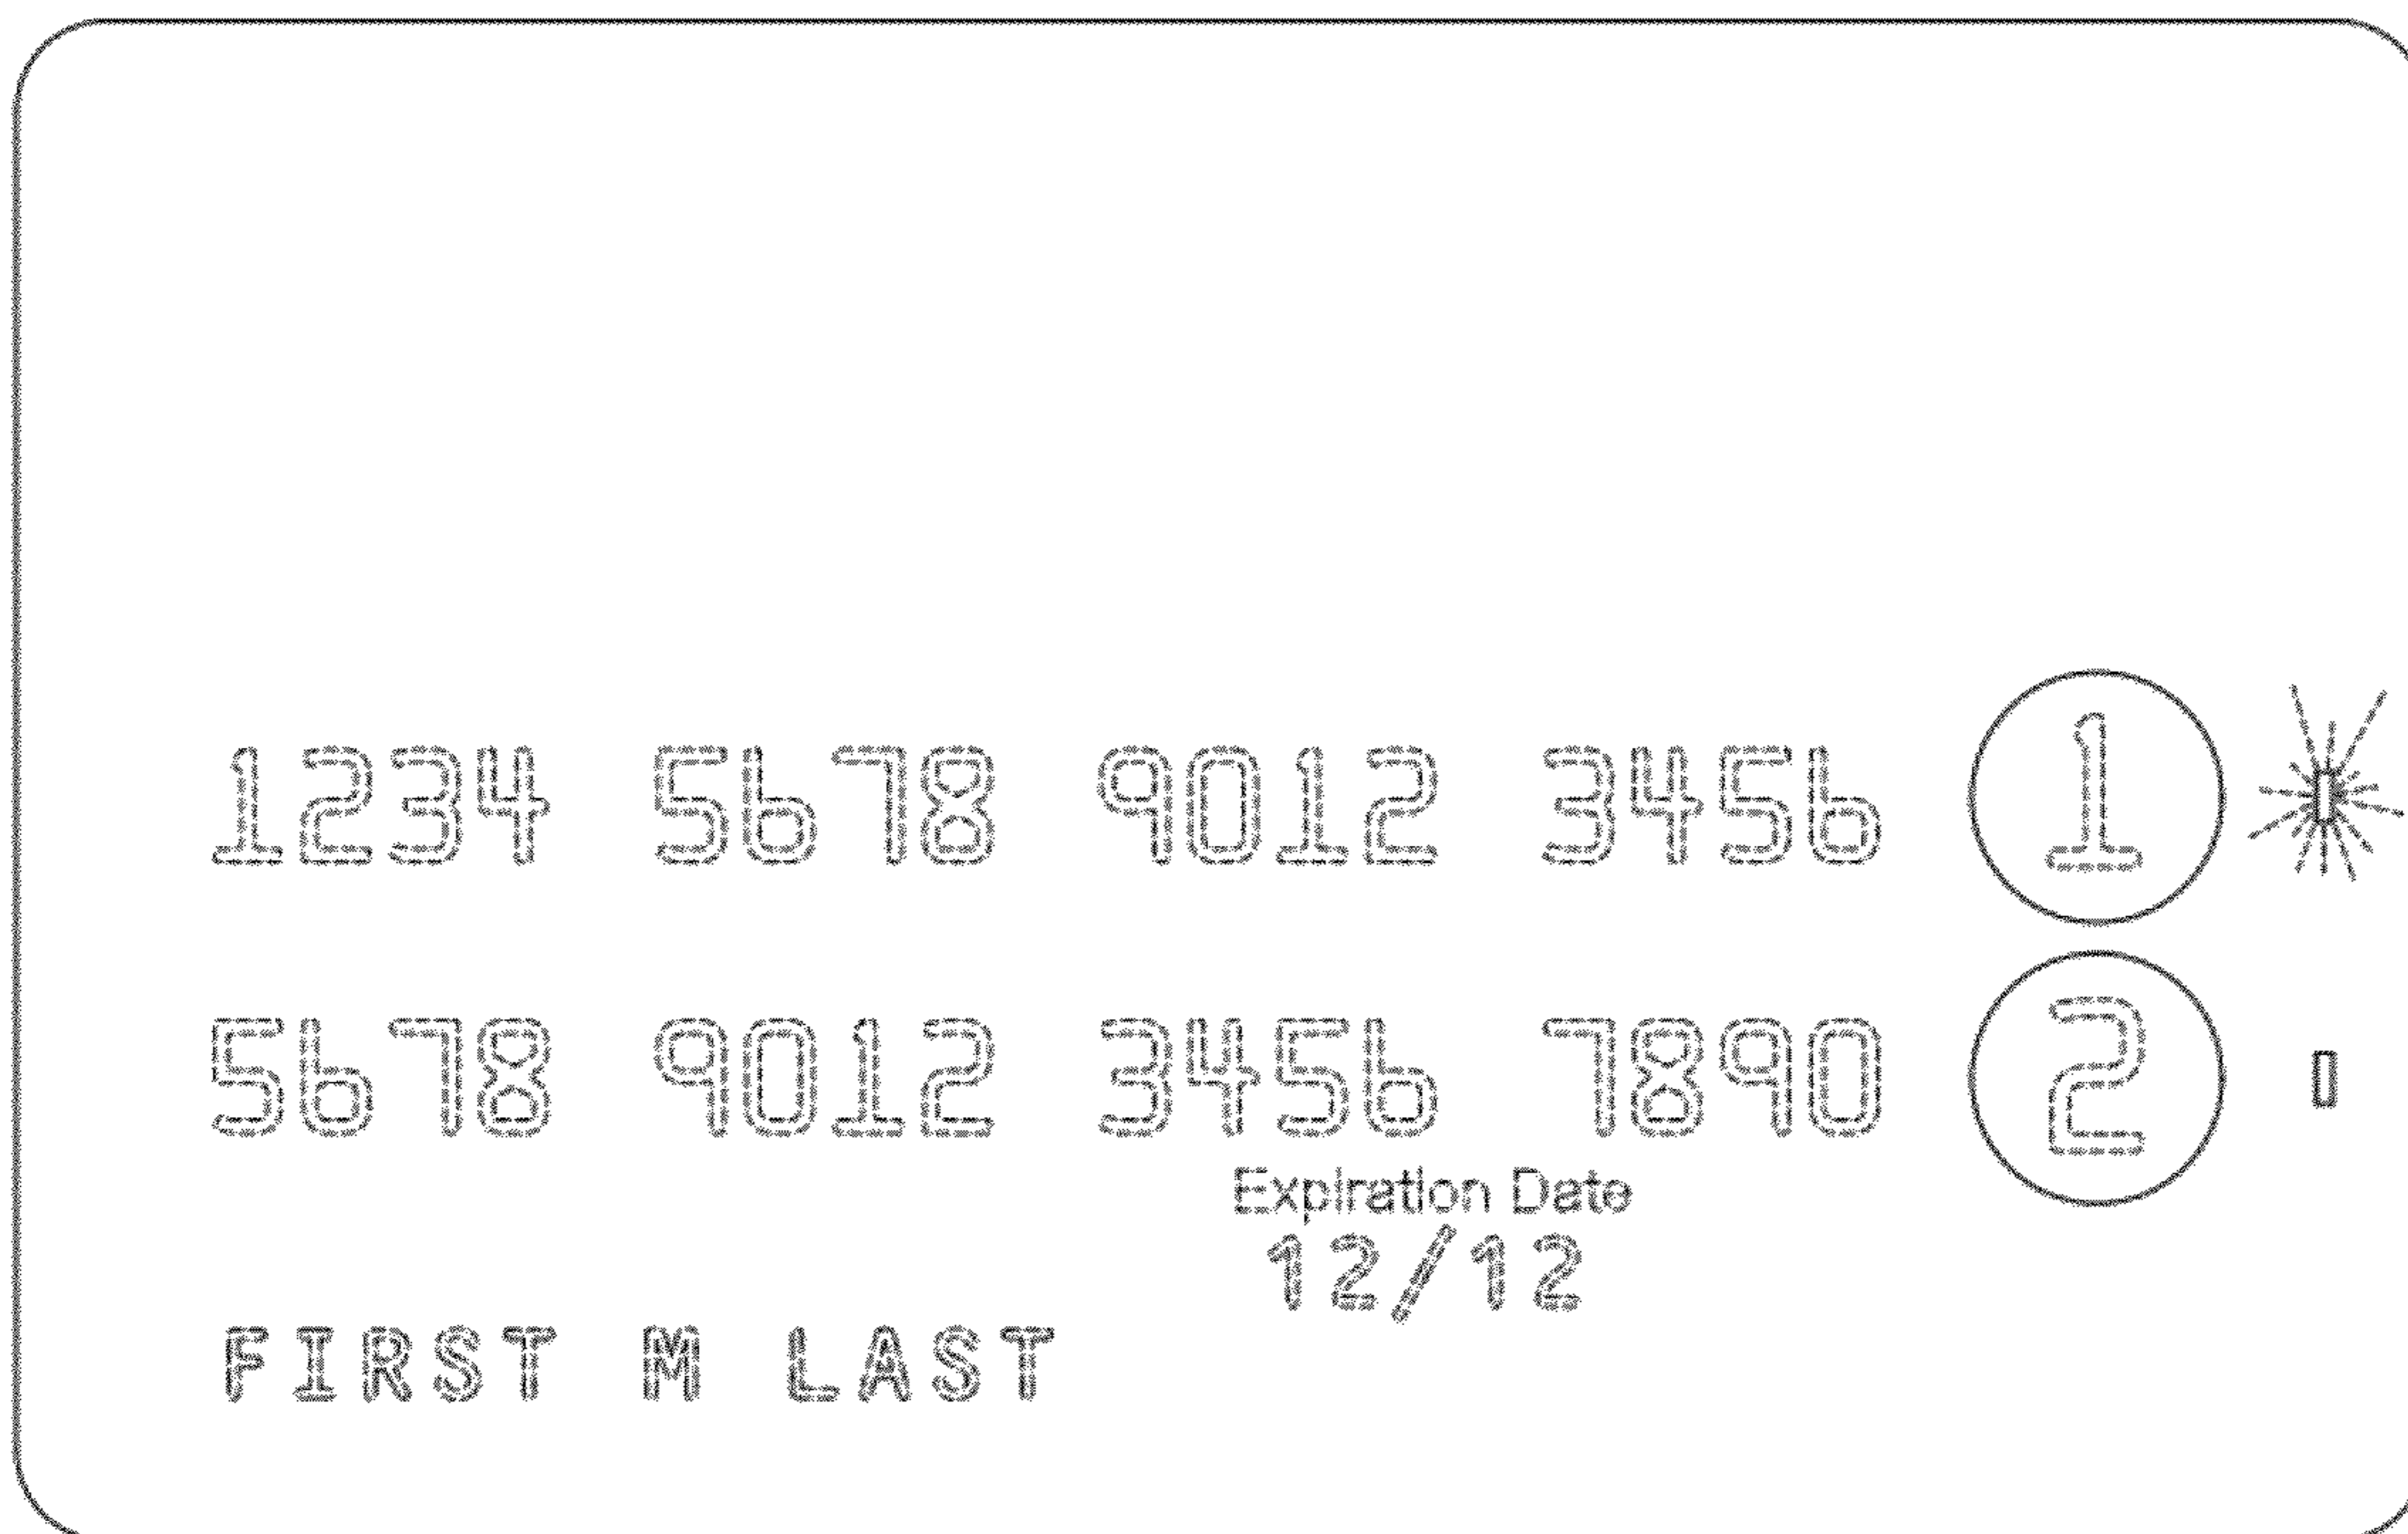 1234 5678 9012 3456 1
5678 9012 3456 7890 2
Expiration Date
12/12
FIRST M LAST